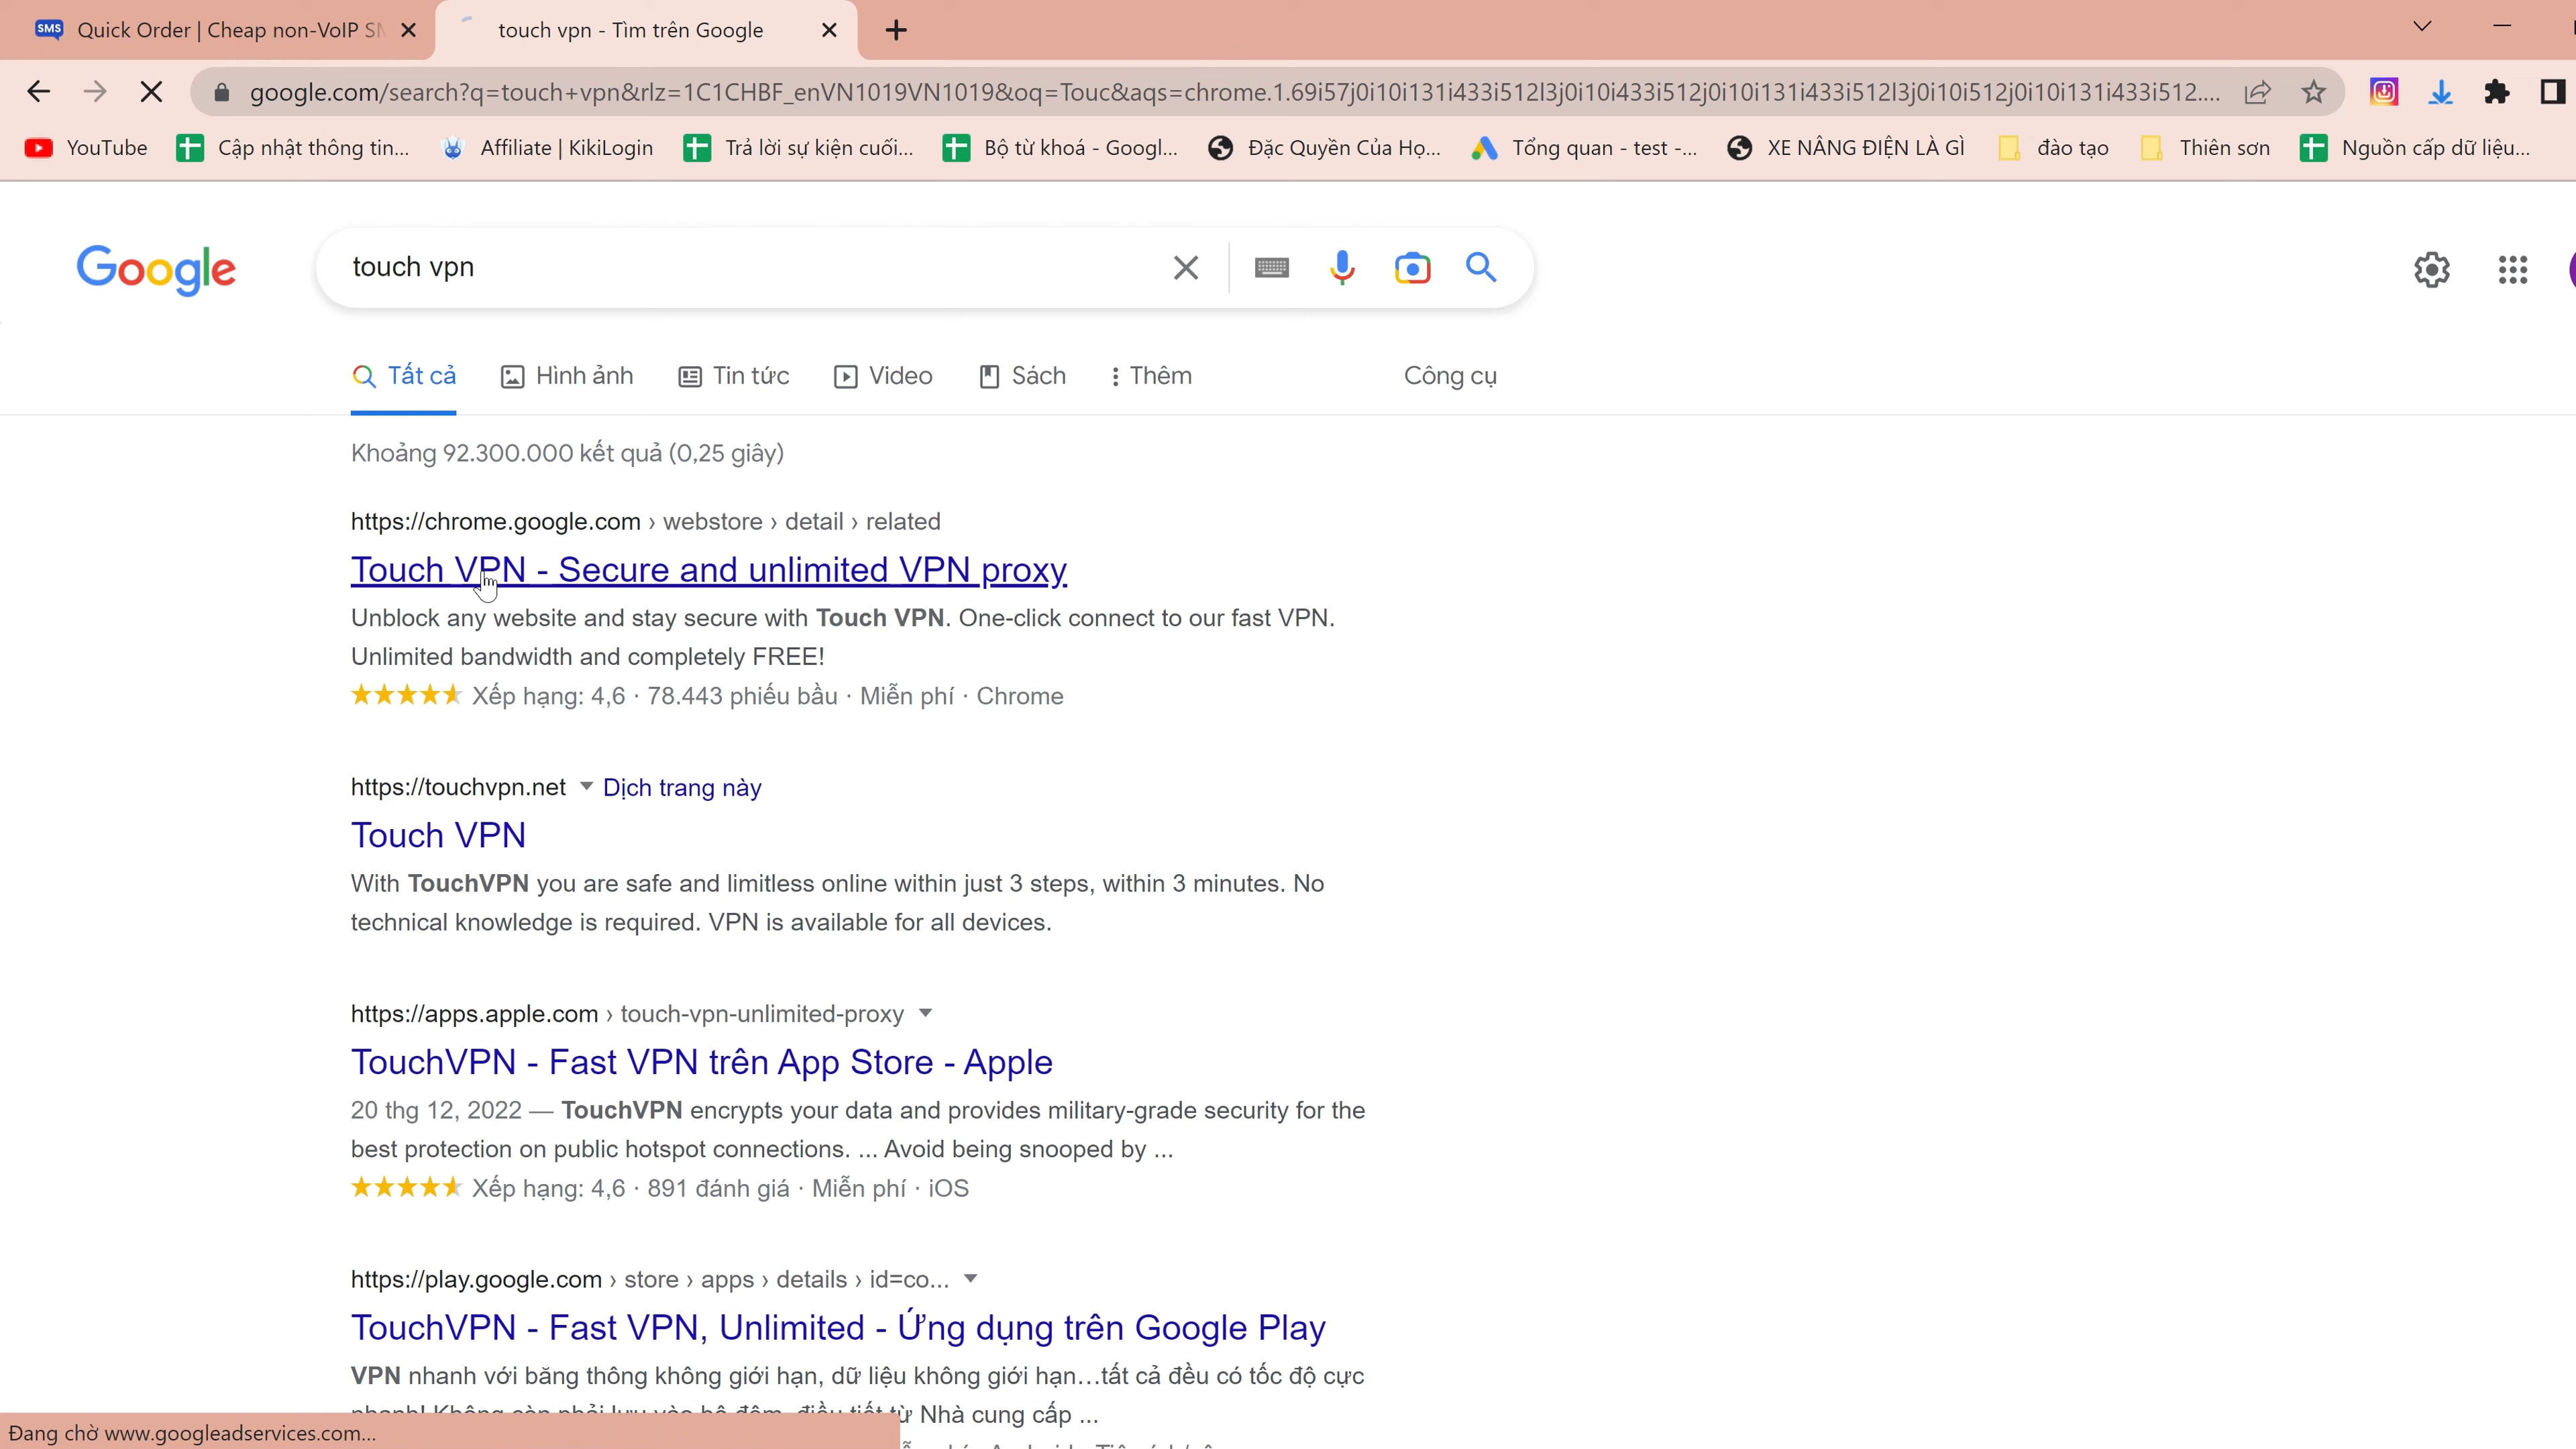 SMS Quick Order | Cheap non-VoIP touch vpn - Tìm trên Google
google.com/search?q=touch+vpn&rlz=1C1CHBF_enVN1019VN1019&oq=Touc&aqs=chrome.1.69i57j0i10i131i433i512l3j0i10i433i512j0i10i131i433i512l3j0i10i512j0i10i131i433i512....
YouTube Cập nhật thông tin... Affiliate | KikiLogin Trả lời sự kiện cuối... Bộ từ khoá - Googl... Đặc Quyền Của Họ... Tổng quan - test -... XE NÂNG ĐIỆN LÀ GÌ đào tạo Thiên sơn Nguồn cấp dữ liệu...
Google touch vpn
Tất cả Hình ảnh Tin tức Video Sách Thêm Công cụ
Khoảng 92.300.000 kết quả (0,25 giây)
https://chrome.google.com › webstore › detail › related
Touch VPN - Secure and unlimited VPN proxy
Unblock any website and stay secure with Touch VPN. One-click connect to our fast VPN.
Unlimited bandwidth and completely FREE!
Xếp hạng: 4,6 · 78.443 phiếu bầu · Miễn phí · Chrome
https://touchvpn.net Dịch trang này
Touch VPN
With TouchVPN you are safe and limitless online within just 3 steps, within 3 minutes. No
technical knowledge is required. VPN is available for all devices.
https://apps.apple.com › touch-vpn-unlimited-proxy
TouchVPN - Fast VPN trên App Store - Apple
20 thg 12, 2022 — TouchVPN encrypts your data and provides military-grade security for the
best protection on public hotspot connections. ... Avoid being snooped by ...
Xếp hạng: 4,6 · 891 đánh giá · Miễn phí · iOS
https://play.google.com › store › apps › details › id=co...
TouchVPN - Fast VPN, Unlimited - Ứng dụng trên Google Play
VPN nhanh với băng thông không giới hạn, dữ liệu không giới hạn...tất cả đều có tốc độ cực
từ Nhà cung cấp ...
Đang chờ www.googleadservices.com...